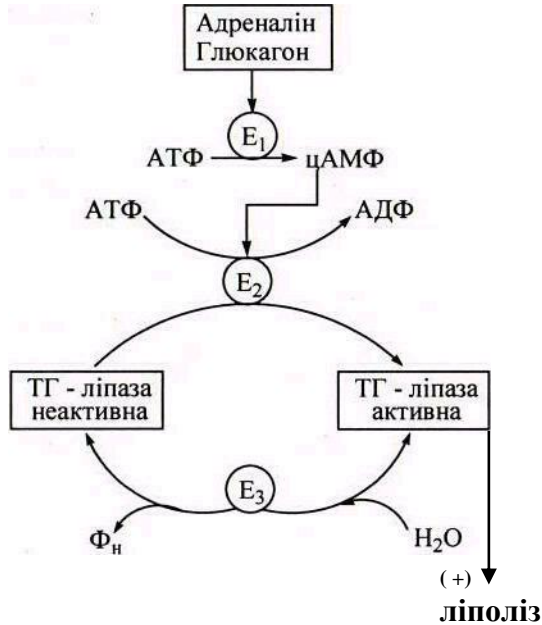 Адреналін
Глюкагон
E₁
АТФ цАМФ
АТФ АДФ
E₂
ТГ - ліпаза
неактивна
ТГ - ліпаза
активна
E₃
Фн H₂O
(+)
ліполіз